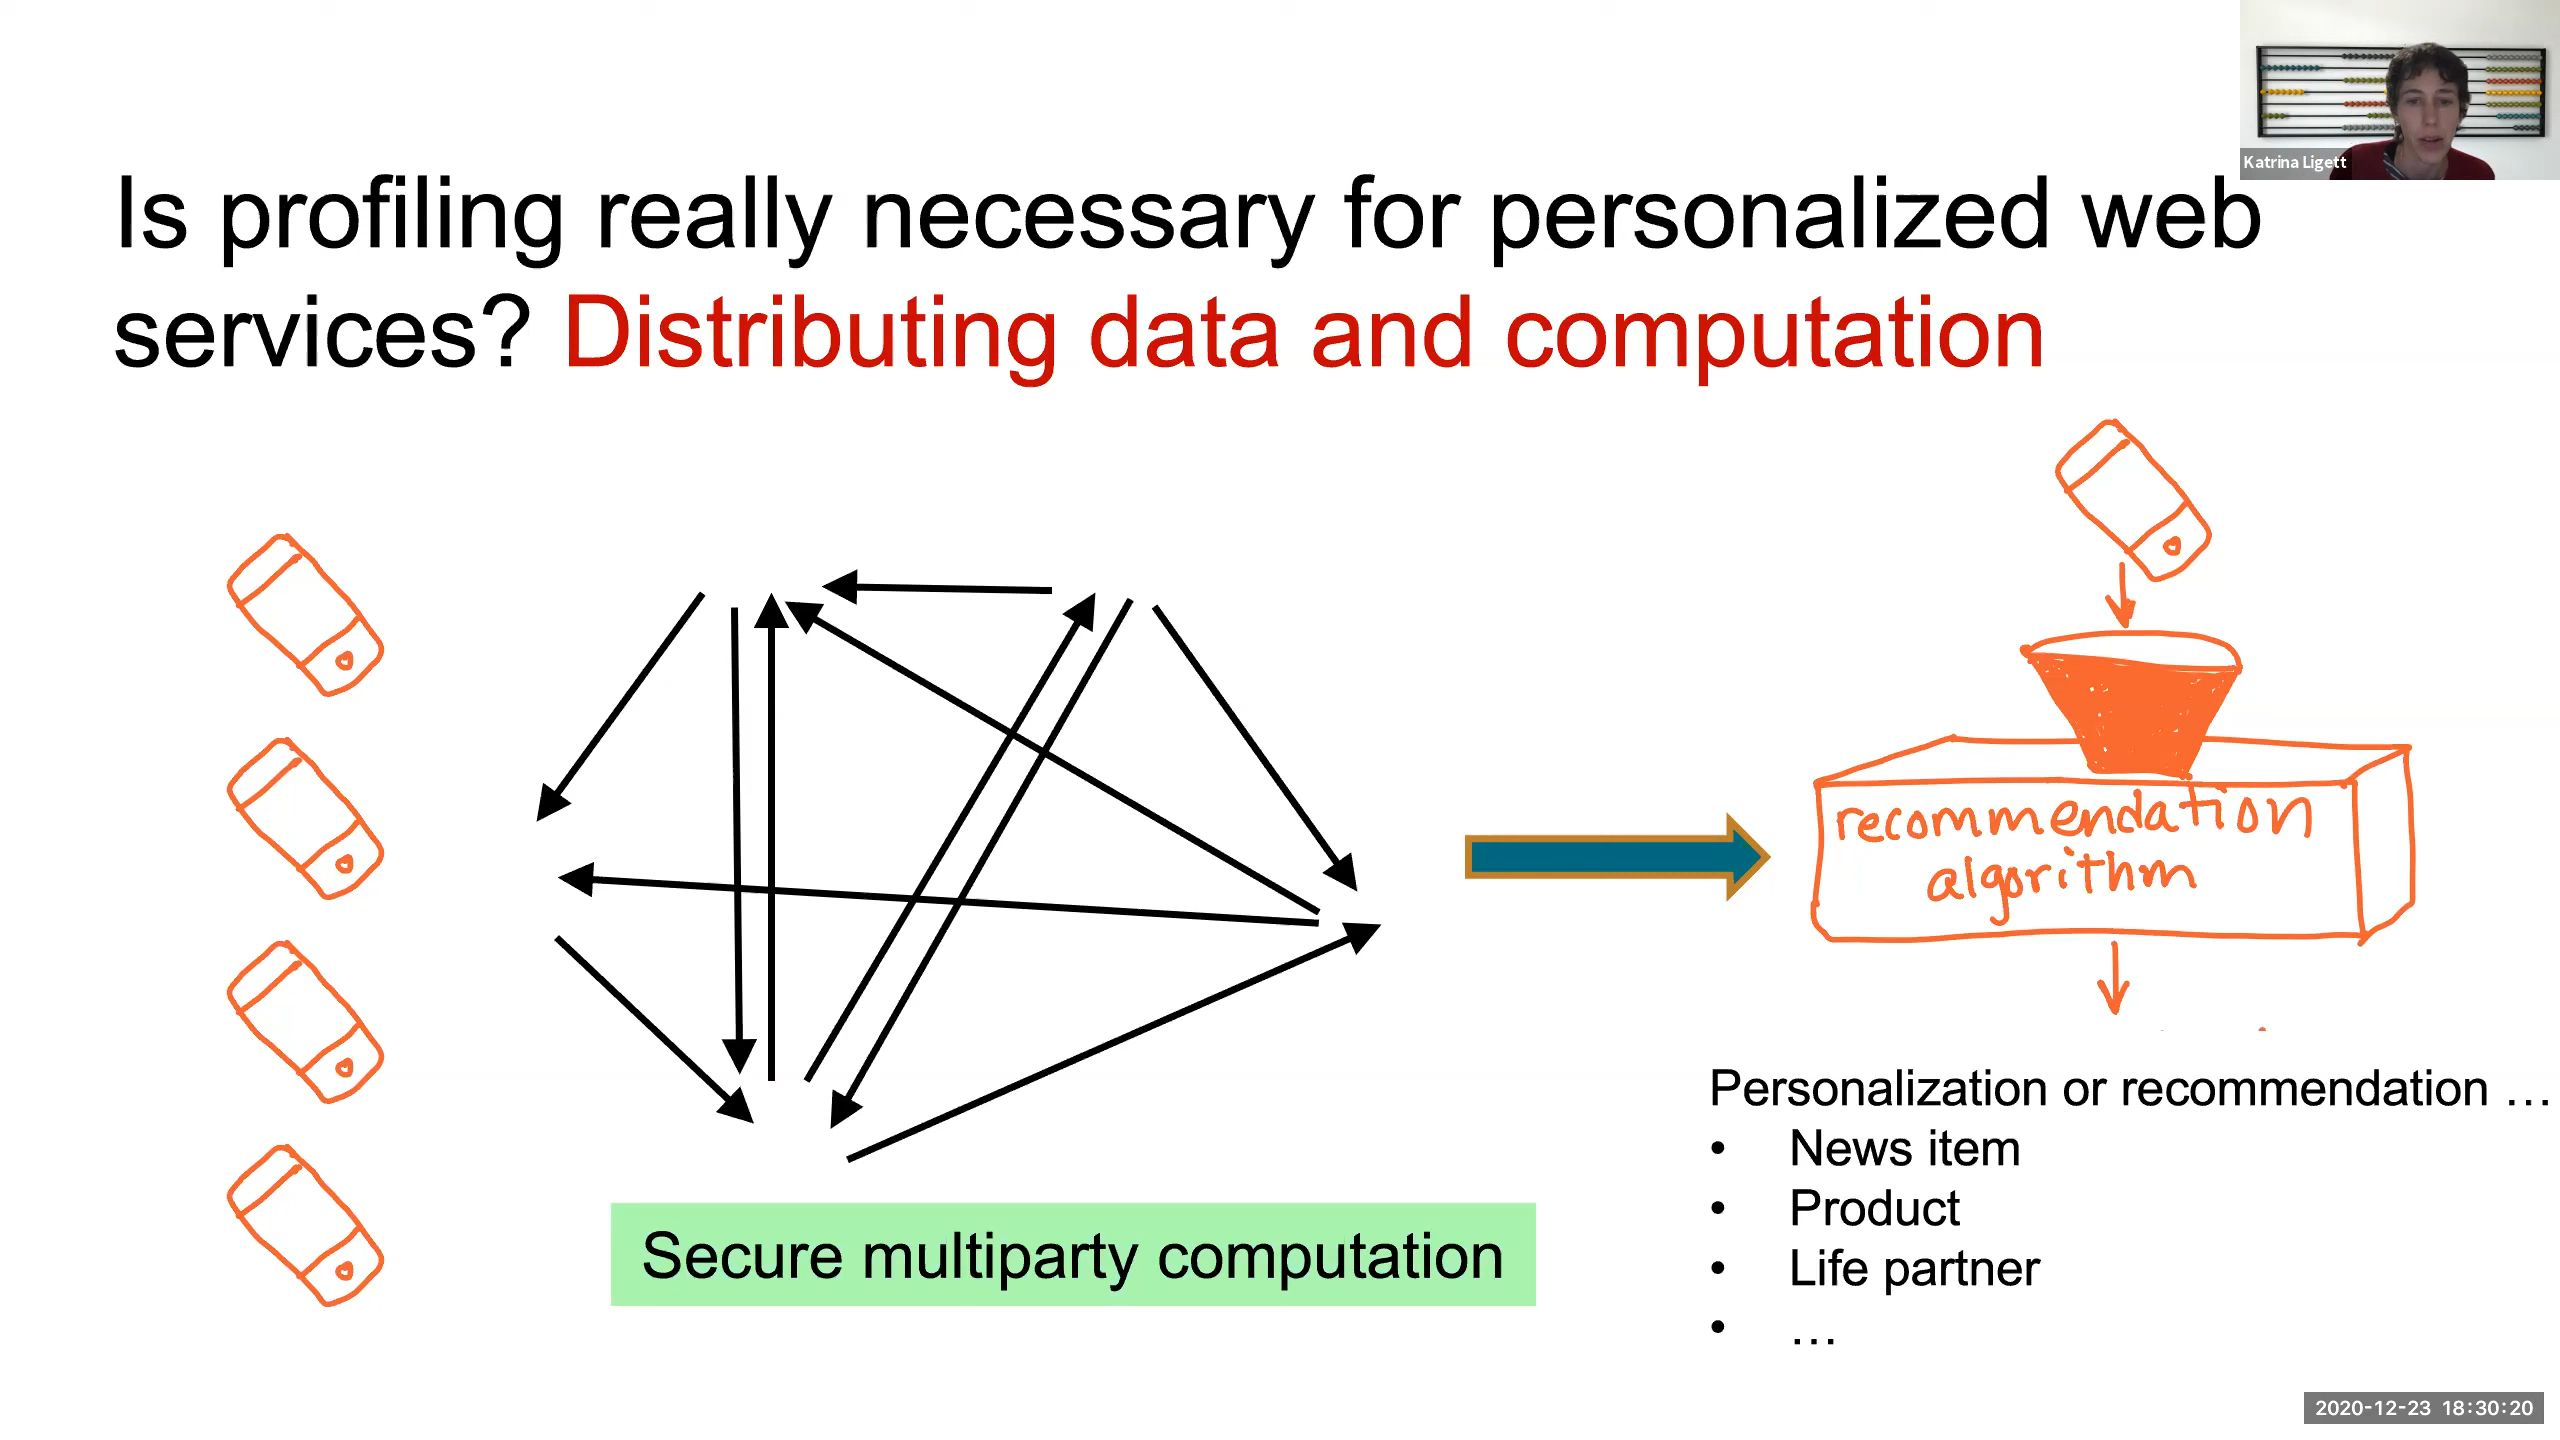 Katrina Ligett
Is profiling really necessary for personalized web
services? Distributing data and computation
recommendation
algorithm
Secure multiparty computation
Personalization or recommendation …
• News item
• Product
• Life partner
• …
2020-12-23 18:30:20